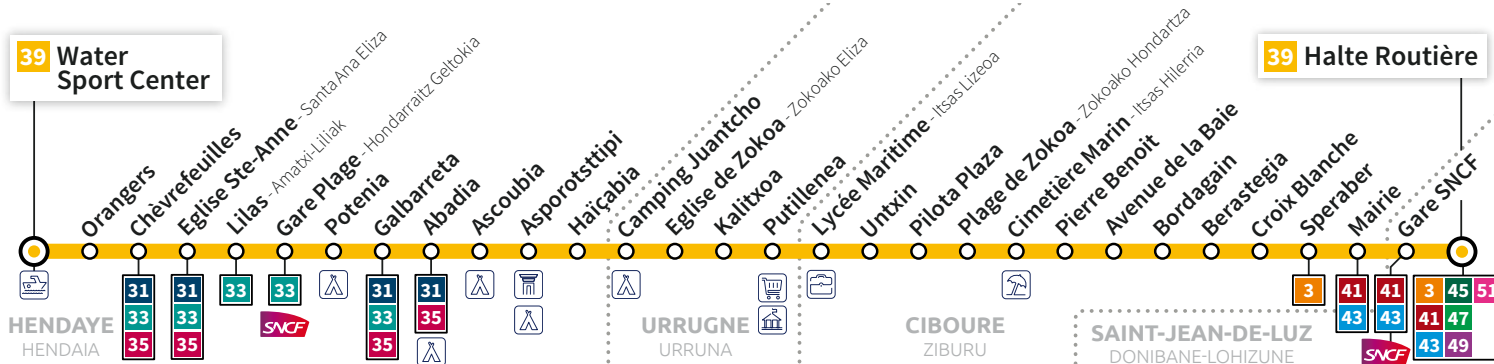 39 Water
Sport Center
39 Halte Routière
Orangers
Chèvrefeuilles
Eglise Ste-Anne - Santa Ana Eliza
Lilas - Amatxi-Liliak
Gare Plage - Hondarraitz Geltokia
Potenia
Galbarreta
Abadia
Ascoubia
Asporotsttipi
Haïçabia
Camping Juantcho
Eglise de Zokoa - Zokoako Eliza
Kalitxoa
Putillenea
Lycée Maritime - Itsas Lizeoa
Untxin
Pilota Plaza
Plage de Zokoa - Zokoako Hondartza
Cimetière Marin - Itsas Hilerria
Pierre Benoit
Avenue de la Baie
Bordagain
Berastegia
Croix Blanche
Speraber
Mairie
Gare SNCF
31
33
35
31
33
35
33
33
SNCF
31
33
35
31
35
3
41
43
41
43
SNCF
3 45 51
41 47
43 49
HENDAYE
HENDAIA
URRUGNE
URRUNA
CIBOURE
ZIBURU
SAINT-JEAN-DE-LUZ
DONIBANE-LOHIZUNE